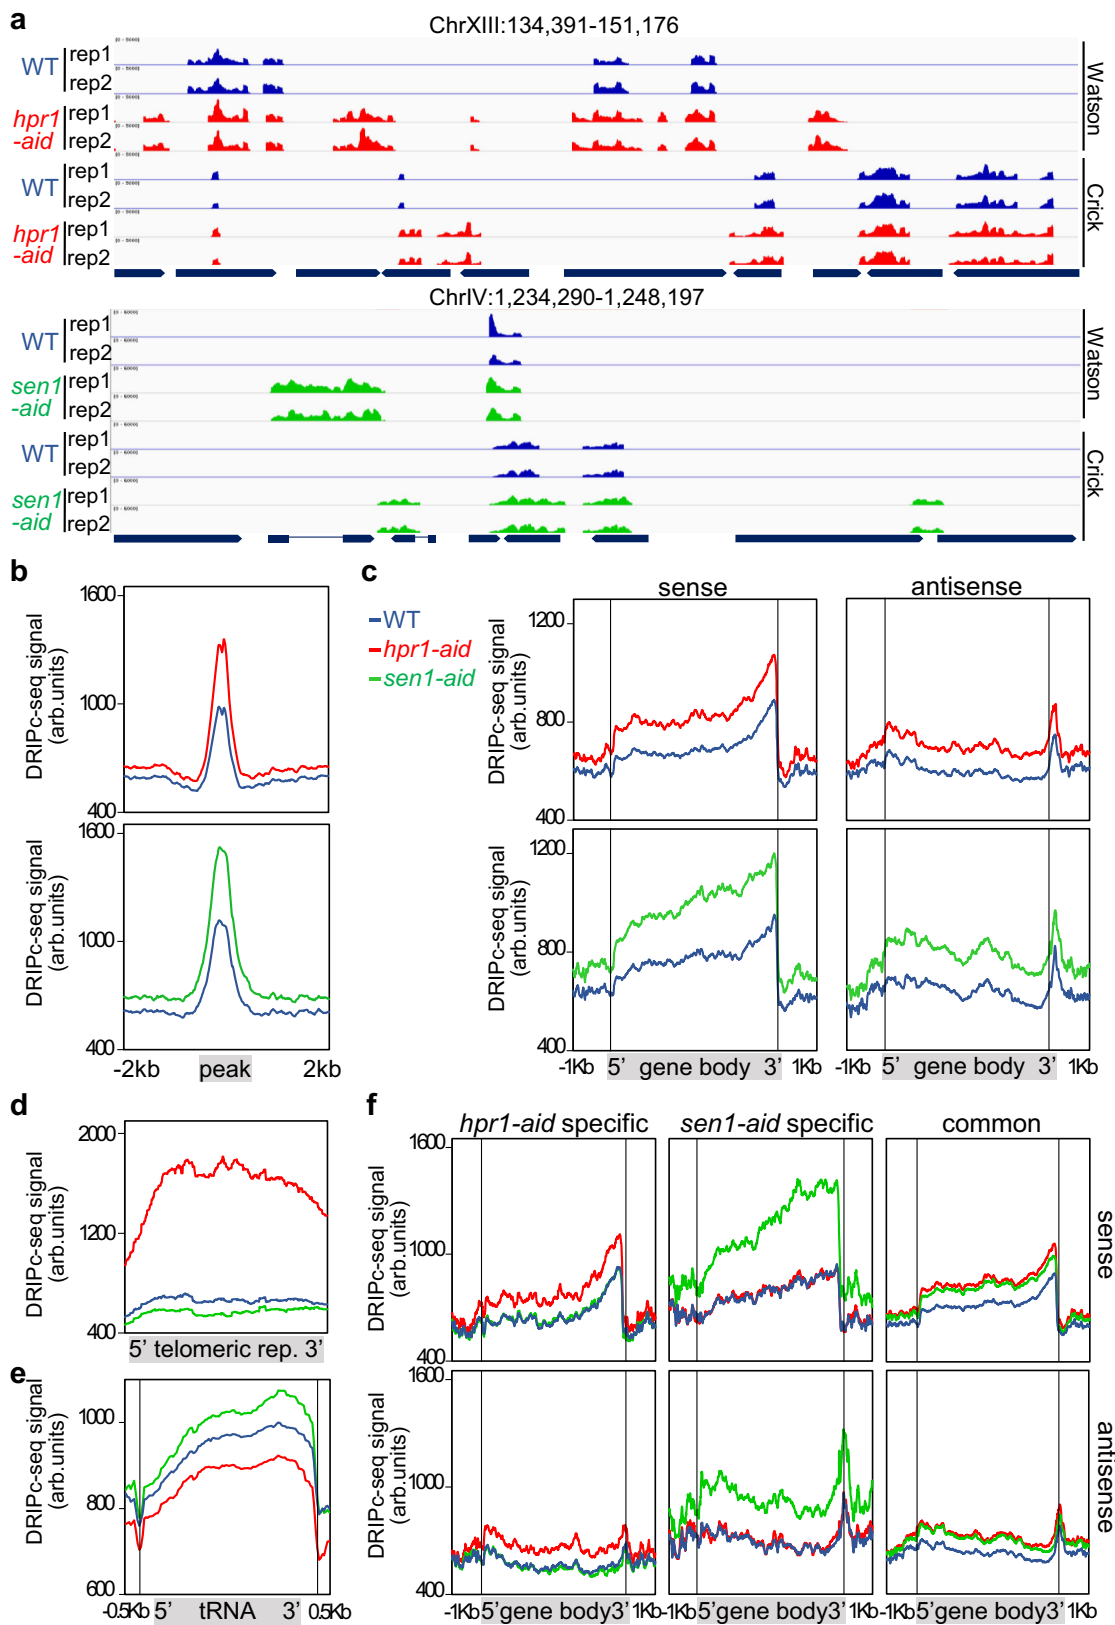 a
ChrXIII:134,391-151,176
WT
rep1
rep2
hpr1
-aid
rep1
rep2
Watson
WT
rep1
rep2
hpr1
-aid
rep1
rep2
Crick
ChrIV:1,234,290-1,248,197
WT
rep1
rep2
sen1
-aid
rep1
rep2
Watson
WT
rep1
rep2
sen1
-aid
rep1
rep2
Crick
b
DRIPc-seq signal
(arb.units)
1600
1000
400
DRIPc-seq signal
(arb.units)
1600
1000
400
-2kb peak 2kb
c
WT
hpr1-aid
sen1-aid
sense
antisense
DRIPc-seq signal
(arb.units)
1200
800
400
DRIPc-seq signal
(arb.units)
1200
800
400
-1Kb 5’ gene body 3’ 1Kb
-1Kb 5’ gene body 3’ 1Kb
d
DRIPc-seq signal
(arb.units)
2000
1200
400
5’ telomeric rep. 3’
e
DRIPc-seq signal
(arb.units)
1000
800
600
-0.5Kb 5’ tRNA 3’ 0.5Kb
f
hpr1-aid specific
sen1-aid specific
common
DRIPc-seq signal
(arb.units)
1600
1000
400
sense
DRIPc-seq signal
(arb.units)
1600
1000
400
antisense
-1Kb 5’gene body3’ 1Kb
-1Kb 5’gene body3’ 1Kb
-1Kb 5’gene body3’ 1Kb